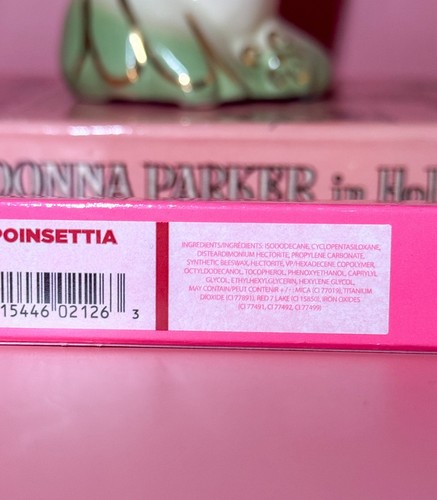 DONNA PARKER in Hol
POINSETTIA
15446 02126 3
INGREDIENTS/INGRÉDIENTS: ISODODECANE, CYCLOPENTASILOXANE,
DISTEARDIMONIUM HECTORITE, PROPYLENE CARBONATE,
SYNTHETIC BEESWAX, HECTORITE, VP/HEXADECENE COPOLYMER,
OCTYLDODECANOL, TOCOPHEROL, PHENOXYETHANOL, CAPRYLYL
GLYCOL, ETHYLHEXYLGLYCERIN, HEXYLENE GLYCOL,
MAY CONTAIN/PEUT CONTENIR +/-: MICA (CI 77019), TITANIUM
DIOXIDE (CI 77891), RED 7 LAKE (CI 15850), IRON OXIDES
(CI 77491, CI 77492, CI 77499)